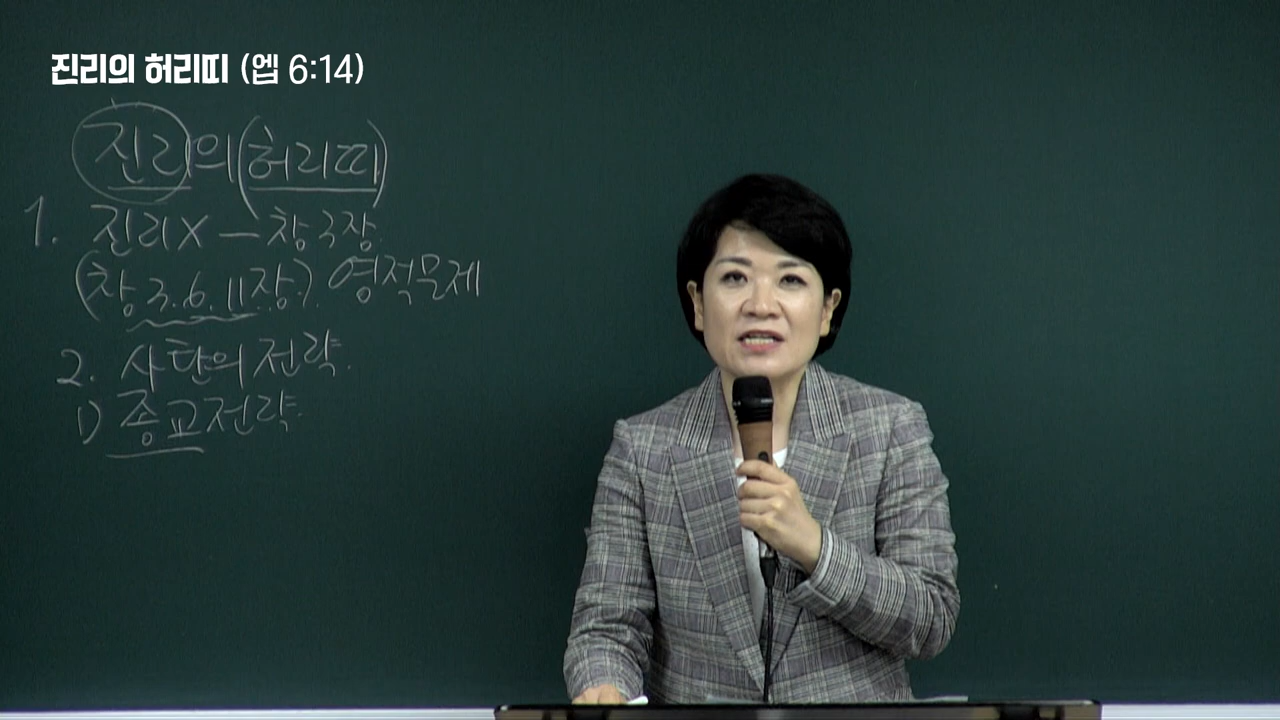 진리의 허리띠 (엡 6:14)
진리의(허리띠)
1. 진리X — 창3장.
(창3.6.11장) 영적문제
2. 사탄의전략.
1) 종교전략.